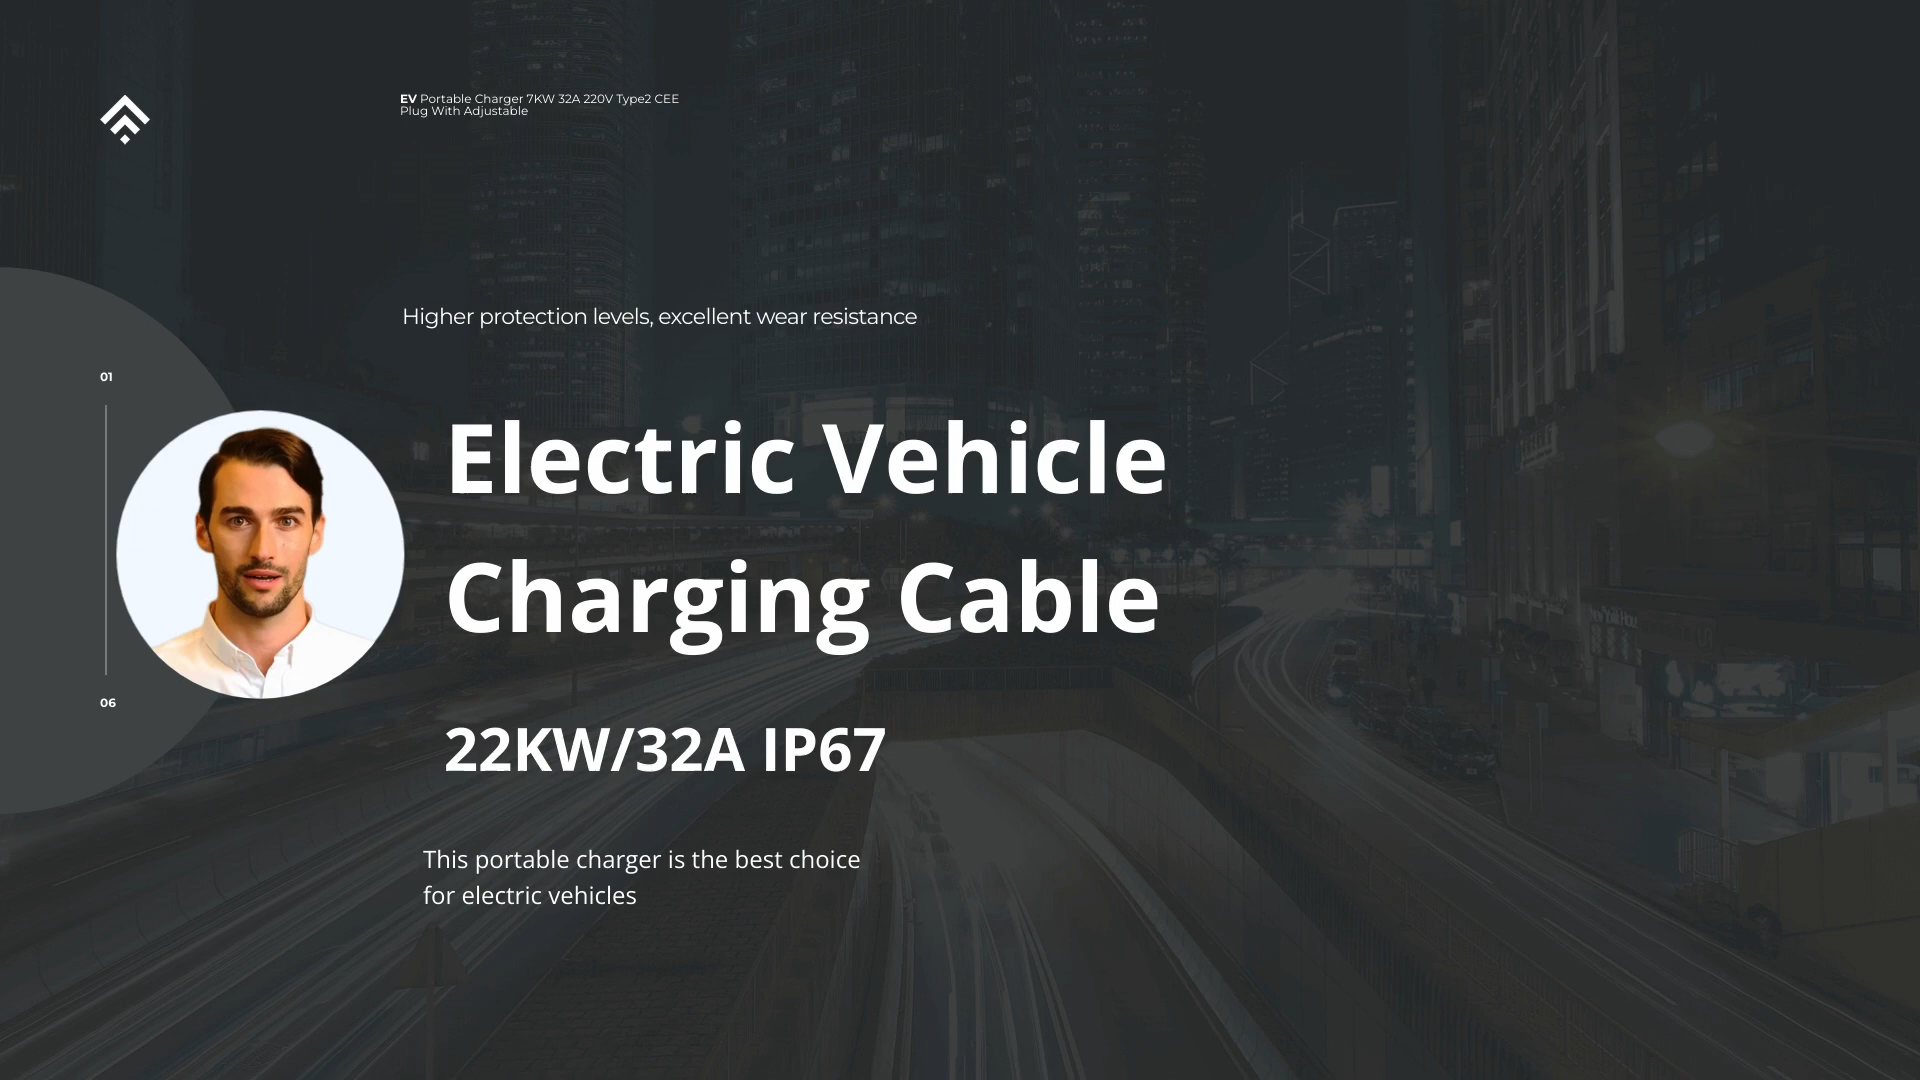 EV Portable Charger 7KW 32A 220V Type2 CEE
Plug With Adjustable
Higher protection levels, excellent wear resistance
01
Electric Vehicle
Charging Cable
06
22KW/32A IP67
This portable charger is the best choice
for electric vehicles